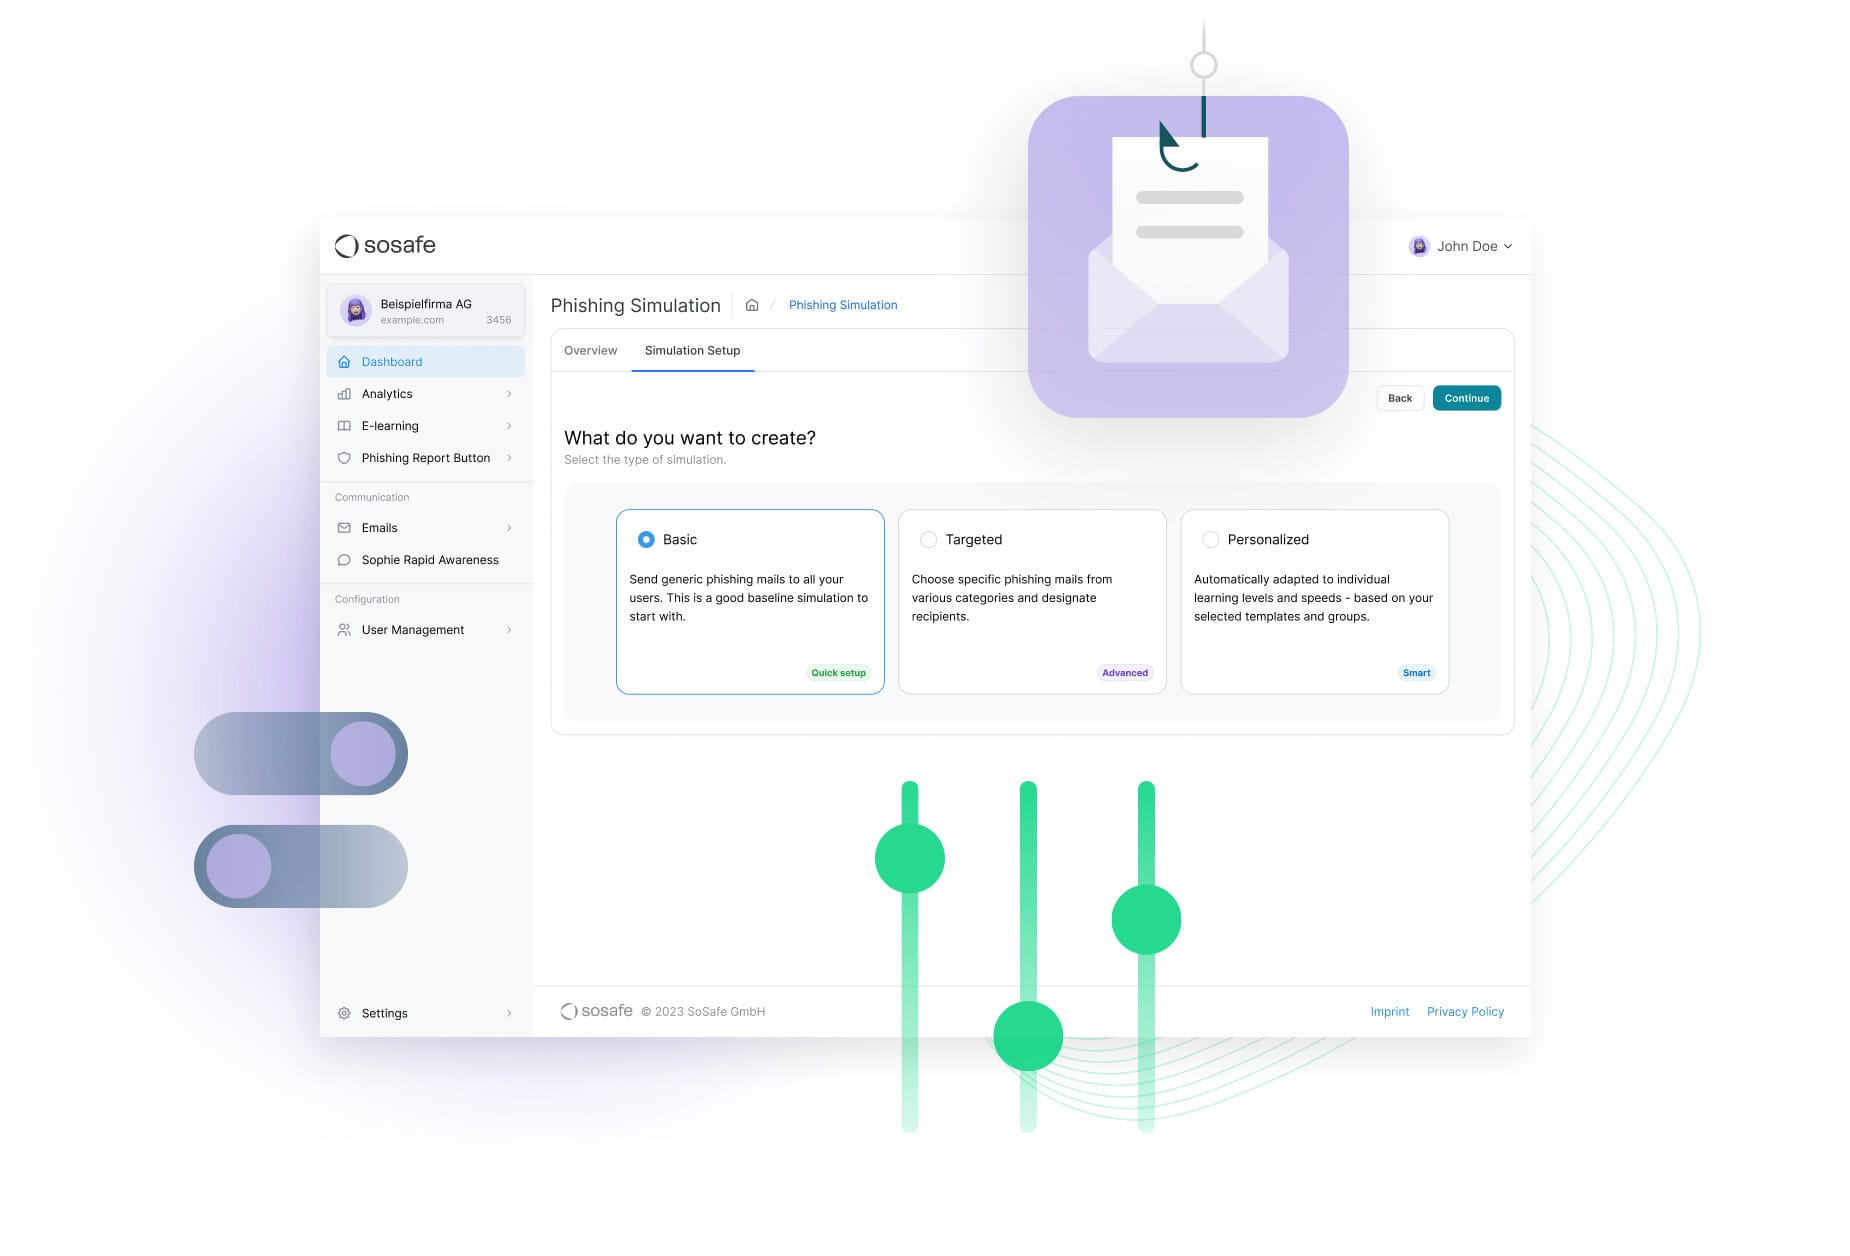 sosafe
John Doe
Beispielfirma AG
example.com 3456
Dashboard
Analytics
E-learning
Phishing Report Button
Communication
Emails
Sophie Rapid Awareness
Configuration
User Management
Settings
Phishing Simulation / Phishing Simulation
Overview Simulation Setup
Back Continue
What do you want to create?
Select the type of simulation.
Basic
Send generic phishing mails to all your
users. This is a good baseline simulation to
start with.
Quick setup
Targeted
Choose specific phishing mails from
various categories and designate
recipients.
Advanced
Personalized
Automatically adapted to individual
learning levels and speeds - based on your
selected templates and groups.
Smart
sosafe © 2023 SoSafe GmbH
Imprint Privacy Policy